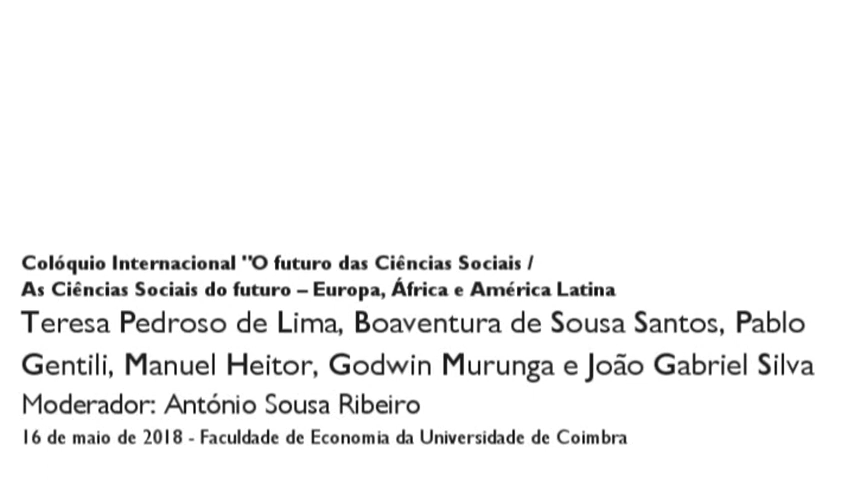 Colóquio Internacional "O futuro das Ciências Sociais /
As Ciências Sociais do futuro – Europa, África e América Latina
Teresa Pedroso de Lima, Boaventura de Sousa Santos, Pablo
Gentili, Manuel Heitor, Godwin Murunga e João Gabriel Silva
Moderador: António Sousa Ribeiro
16 de maio de 2018 - Faculdade de Economia da Universidade de Coimbra